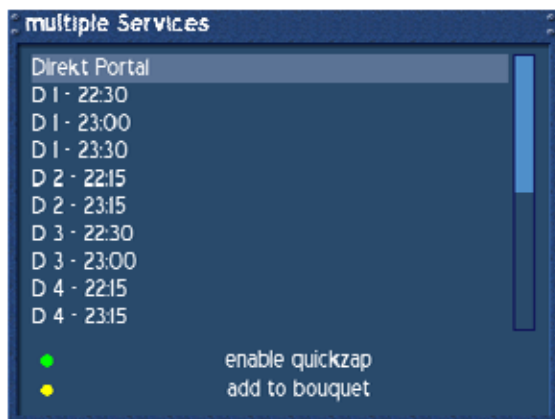 multiple Services
Direkt Portal
D 1 - 22:30
D 1 - 23:00
D 1 - 23:30
D 2 - 22:15
D 2 - 23:15
D 3 - 22:30
D 3 - 23:00
D 4 - 22:15
D 4 - 23:15
enable quickzap
add to bouquet